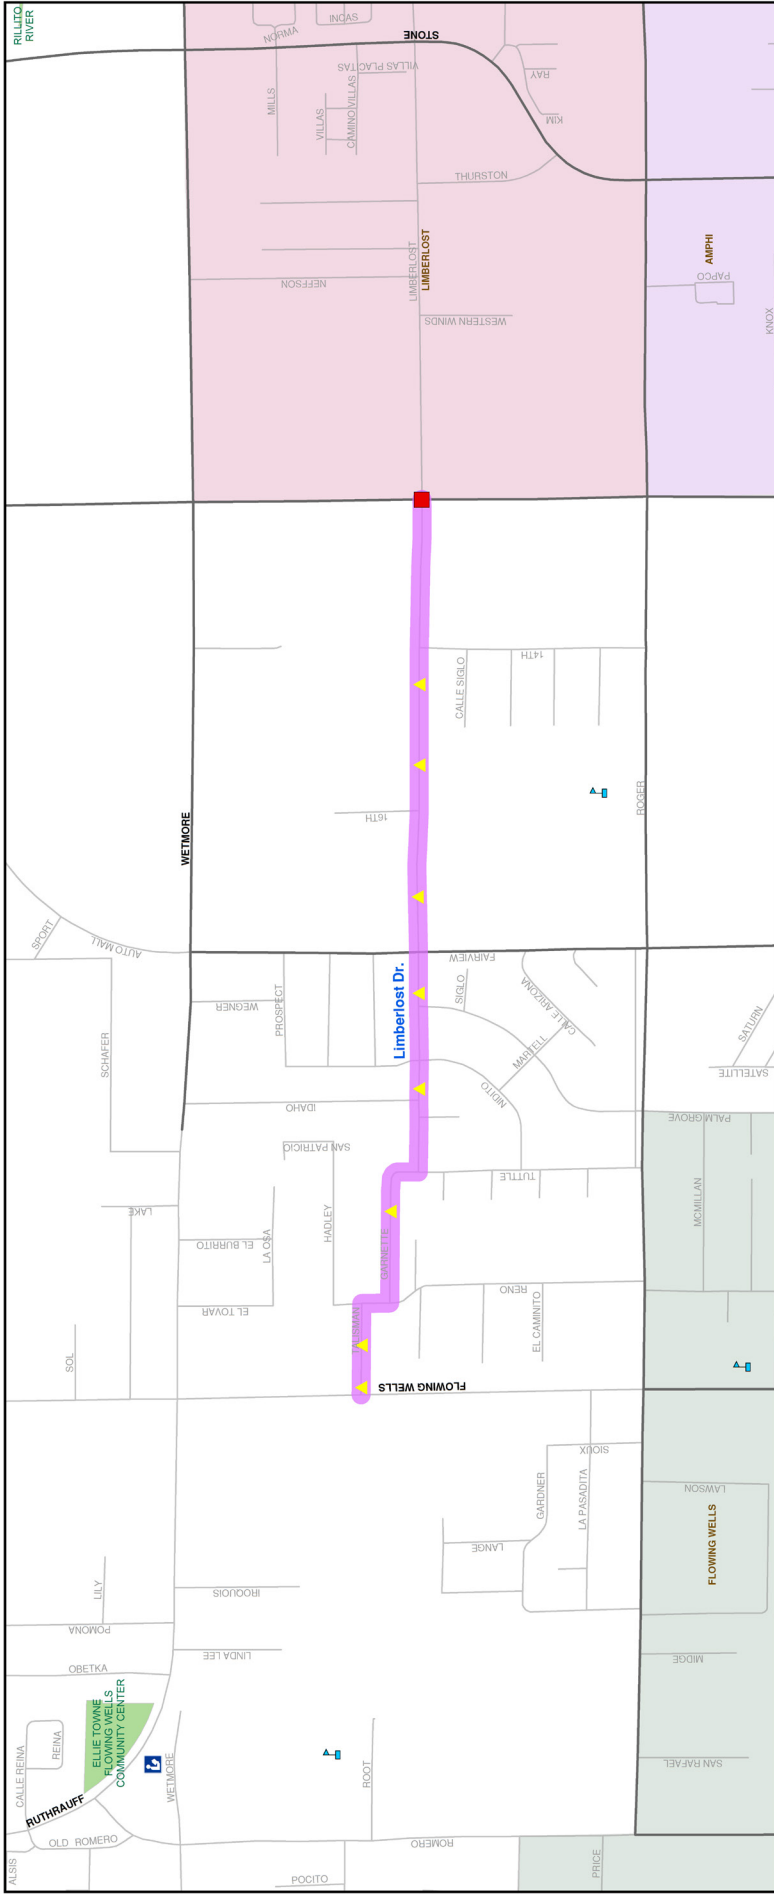 RILLITO
RIVER
NORMA
INCAS
STONE
MILLS
VILLAS
CAMINO VILLAS
VILLAS PLACITAS
RAY
KIM
THURSTON
NEFFSON
LIMBERLOST
LIMBERLOST
WESTERN WINDS
AMPHI
PAPCO
KNOX
14TH
CALLE SIGLO
16TH
ROGER
WETMORE
SPORT
AUTO MALL
FAIRVIEW
WEGNER
PROSPECT
Limberlost Dr.
SIGLO
CALLE ARIZONA
MARTELL
NIDITO
SCHAFER
IDAHO
SATURN
SATELLITE
PALM GROVE
SAN PATRICIO
TUTTLE
LAKE
EL BURRITO
LA OSA
HADLEY
GARNETTE
MCMILLAN
EL TOVAR
RENO
EL CAMINITO
TALISMAN
SOL
FLOWING WELLS
SIOUX
GARDNER
LA PASADITA
LAWSON
LANGE
FLOWING WELLS
LILY
IROQUOIS
POMONA
LINDA LEE
MIDGE
OBETKA
ELLIE TOWNE
FLOWING WELLS
COMMUNITY CENTER
REINA
CALLE REINA
WETMORE
ROOT
SAN RAFAEL
RUTHRAUFF
OLD ROMERO
ROMERO
ALSIS
POCITO
PRICE